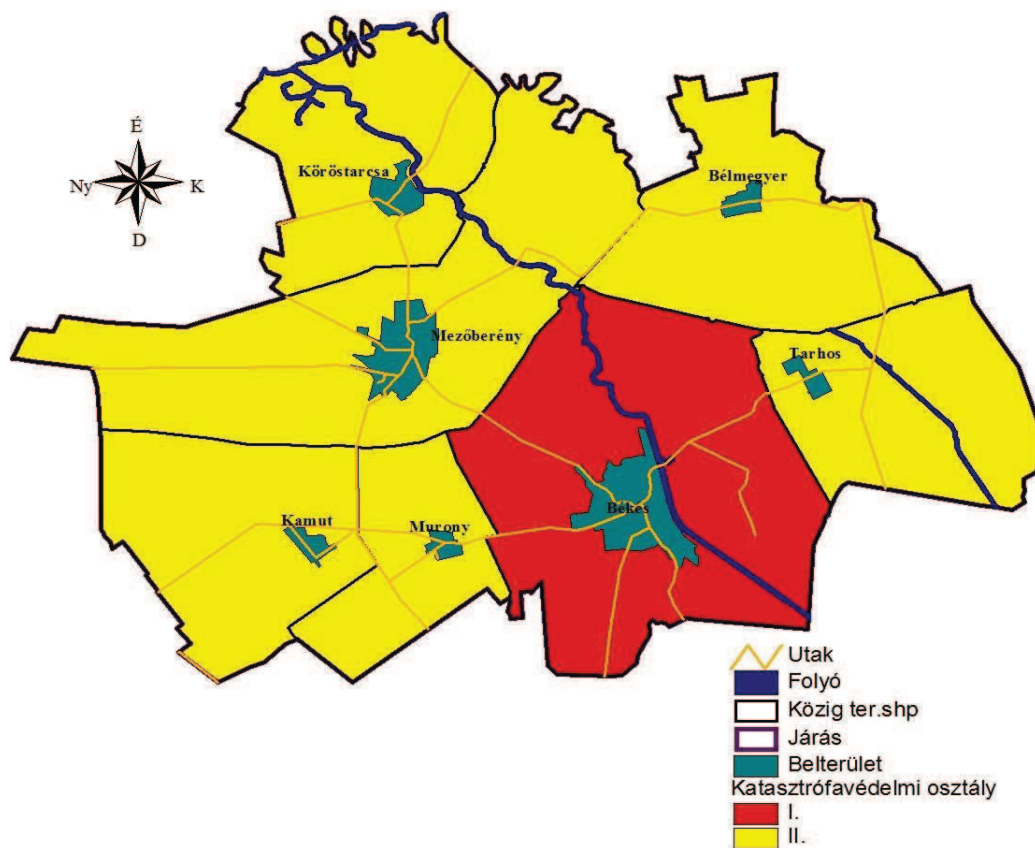 É
Ny
K
D
Köröstarcsa
Bélmegyer
Mezőberény
Tarhos
Békés
Kamut
Murony
Utak
Folyó
Közig ter.shp
Járás
Belterület
Katasztrófavédelmi osztály
I.
II.